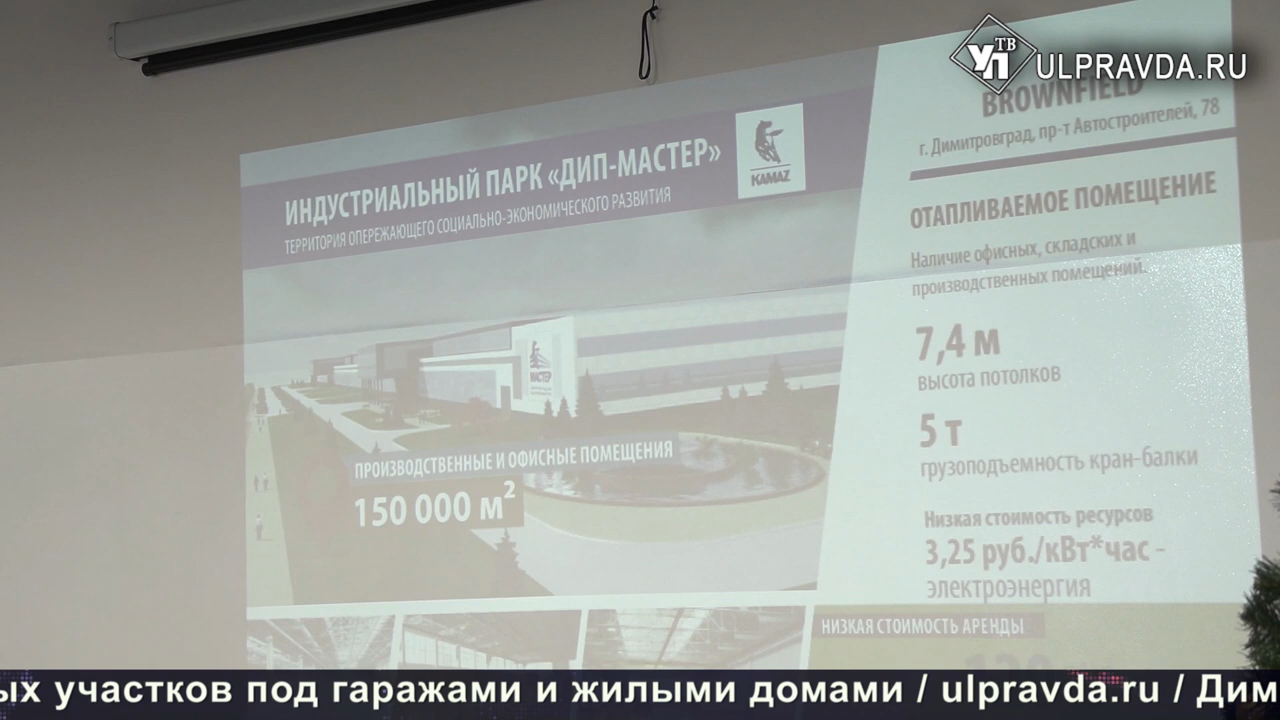 УП ТВ ULPRAVDA.RU
ИНДУСТРИАЛЬНЫЙ ПАРК «ДИП-МАСТЕР»
ТЕРРИТОРИЯ ОПЕРЕЖАЮЩЕГО СОЦИАЛЬНО-ЭКОНОМИЧЕСКОГО РАЗВИТИЯ
KAMAZ
МАСТЕР
ПРОИЗВОДСТВЕННЫЕ И ОФИСНЫЕ ПОМЕЩЕНИЯ
150 000 м²
BROWNFIELD
г. Димитровград, пр-т Автостроителей, 78
ОТАПЛИВАЕМОЕ ПОМЕЩЕНИЕ
Наличие офисных, складских и
производственных помещений.
7,4 м
высота потолков
5 т
грузоподъемность кран-балки
Низкая стоимость ресурсов
3,25 руб./кВт*час -
электроэнергия
НИЗКАЯ СТОИМОСТЬ АРЕНДЫ
ых участков под гаражами и жилыми домами / ulpravda.ru / Дим